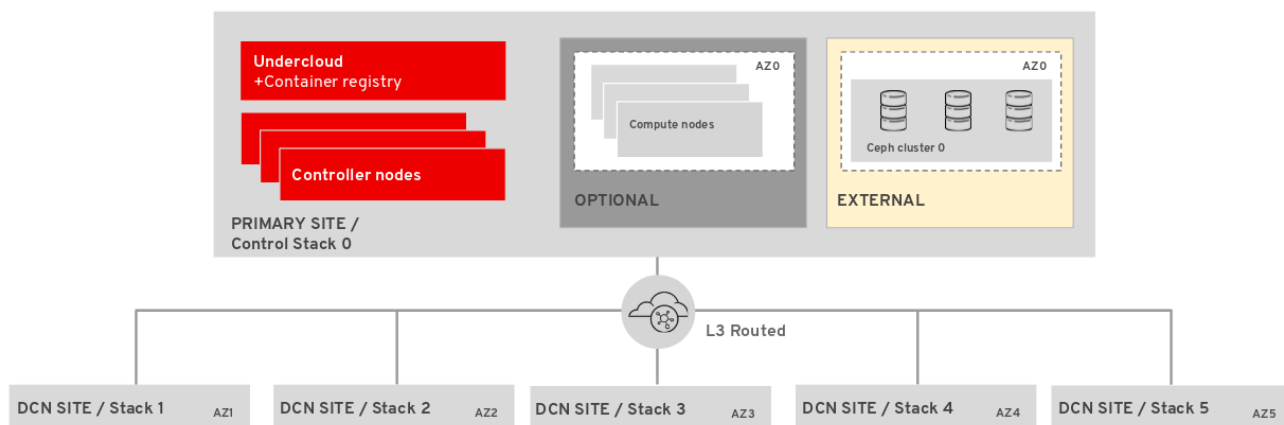 Undercloud
+Container registry
Controller nodes
PRIMARY SITE /
Control Stack 0
AZ0
Compute nodes
OPTIONAL
AZ0
Ceph cluster 0
EXTERNAL
L3 Routed
DCN SITE / Stack 1
AZ1
DCN SITE / Stack 2
AZ2
DCN SITE / Stack 3
AZ3
DCN SITE / Stack 4
AZ4
DCN SITE / Stack 5
AZ5